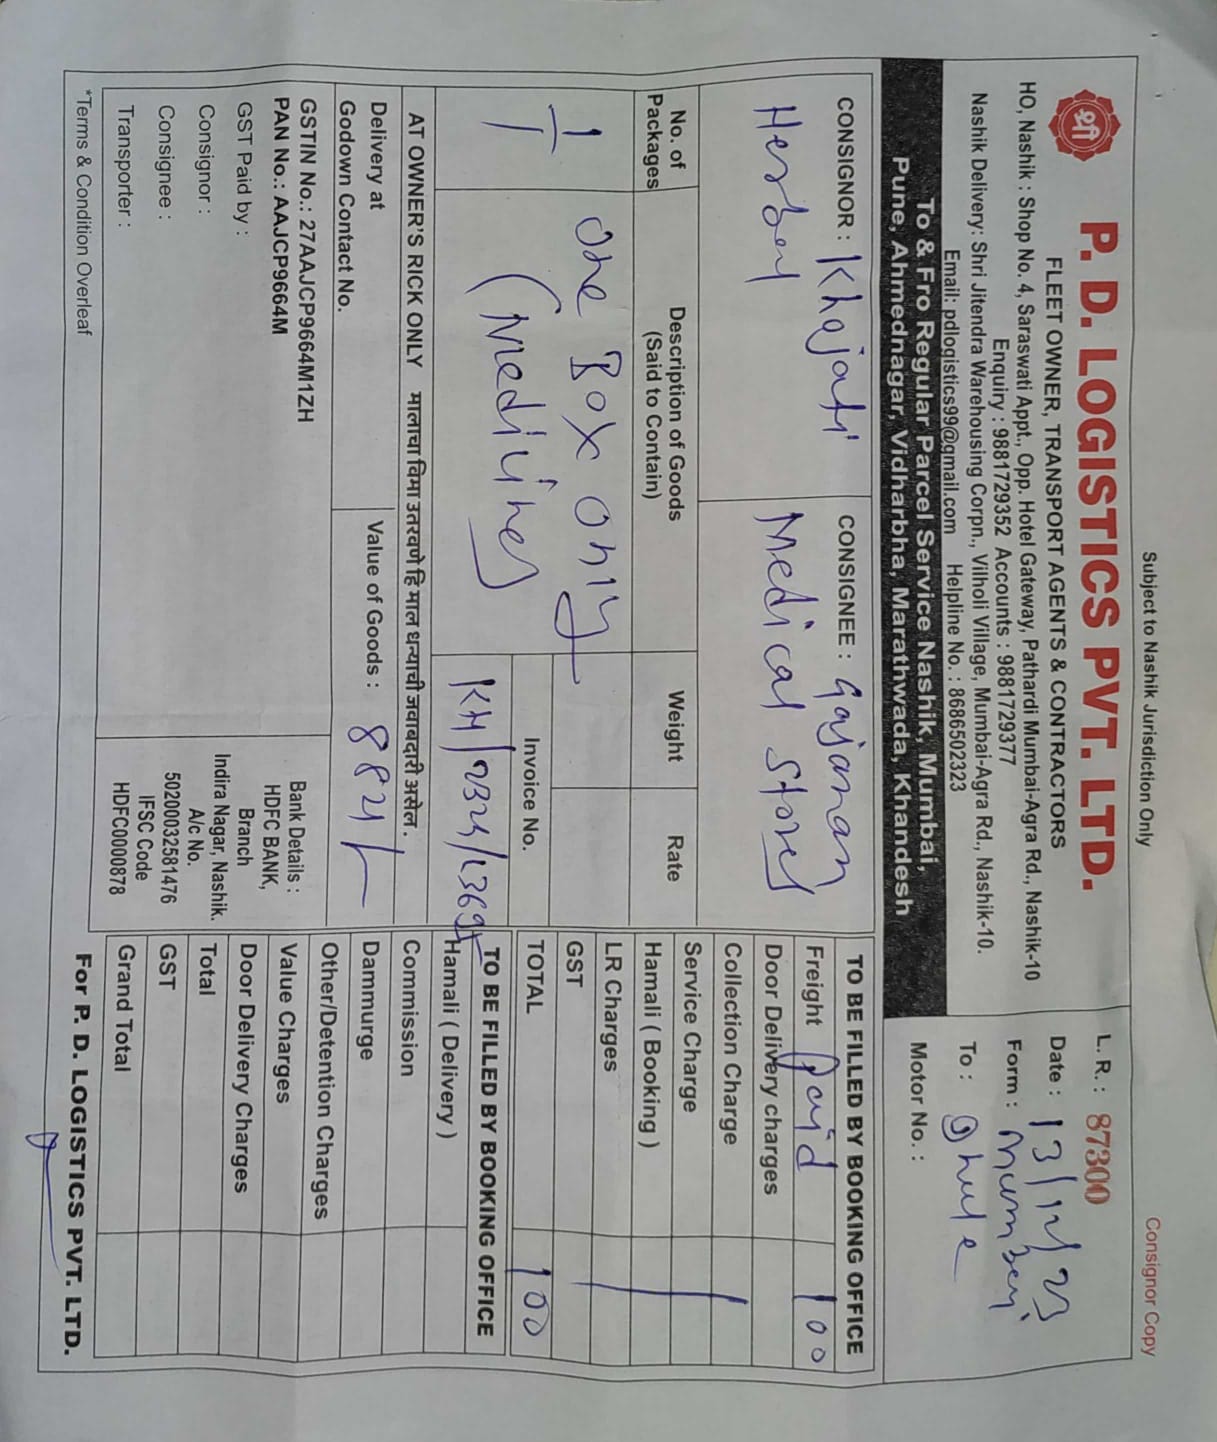 Subject to Nashik Jurisdiction Only
Consignor Copy
श्री
P. D. LOGISTICS PVT. LTD.
FLEET OWNER, TRANSPORT AGENTS & CONTRACTORS
HO, Nashik : Shop No. 4, Saraswati Appt., Opp. Hotel Gateway, Pathardi Mumbai-Agra Rd., Nashik-10
Enquiry : 9881729352 Accounts : 9881729377
Nashik Delivery: Shri Jitendra Warehousing Corpn., Vilholi Village, Mumbai-Agra Rd., Nashik-10.
Email: pdlogistics99@gmail.com Helpline No. : 8686502323
To & Fro Regular Parcel Service Nashik, Mumbai,
Pune, Ahmednagar, Vidharbha, Marathwada, Khandesh
L. R. : 87300
Date : 13/12/23
Form : Mumbai
To : Dhule
Motor No. :
CONSIGNOR : Khajati
Herbal
CONSIGNEE : Gajanan
Medical Stores
No. of Packages
Description of Goods
(Said to Contain)
Weight
Rate
1
One Box Only
(Medicines)
Invoice No.
KH/2324/1369
AT OWNER'S RICK ONLY मालाचा विमा उतरवणे हि माल धन्याची जवाबदारी असेल.
Delivery at
Godown Contact No.
Value of Goods : 8821/-
GSTIN No.: 27AAJCP9664M1ZH
PAN No.: AAJCP9664M
GST Paid by :
Consignor :
Consignee :
Transporter :
Bank Details :
HDFC BANK,
Branch
Indira Nagar, Nashik.
A/c No.
50200032581476
IFSC Code
HDFC0000878
TO BE FILLED BY BOOKING OFFICE
Freight Paid 100
Door Delivery charges
Collection Charge
Service Charge
Hamali ( Booking )
LR Charges
GST
TOTAL 100
TO BE FILLED BY BOOKING OFFICE
Hamali ( Delivery )
Commission
Dammurge
Other/Detention Charges
Value Charges
Door Delivery Charges
Total
GST
Grand Total
*Terms & Condition Overleaf
For P. D. LOGISTICS PVT. LTD.